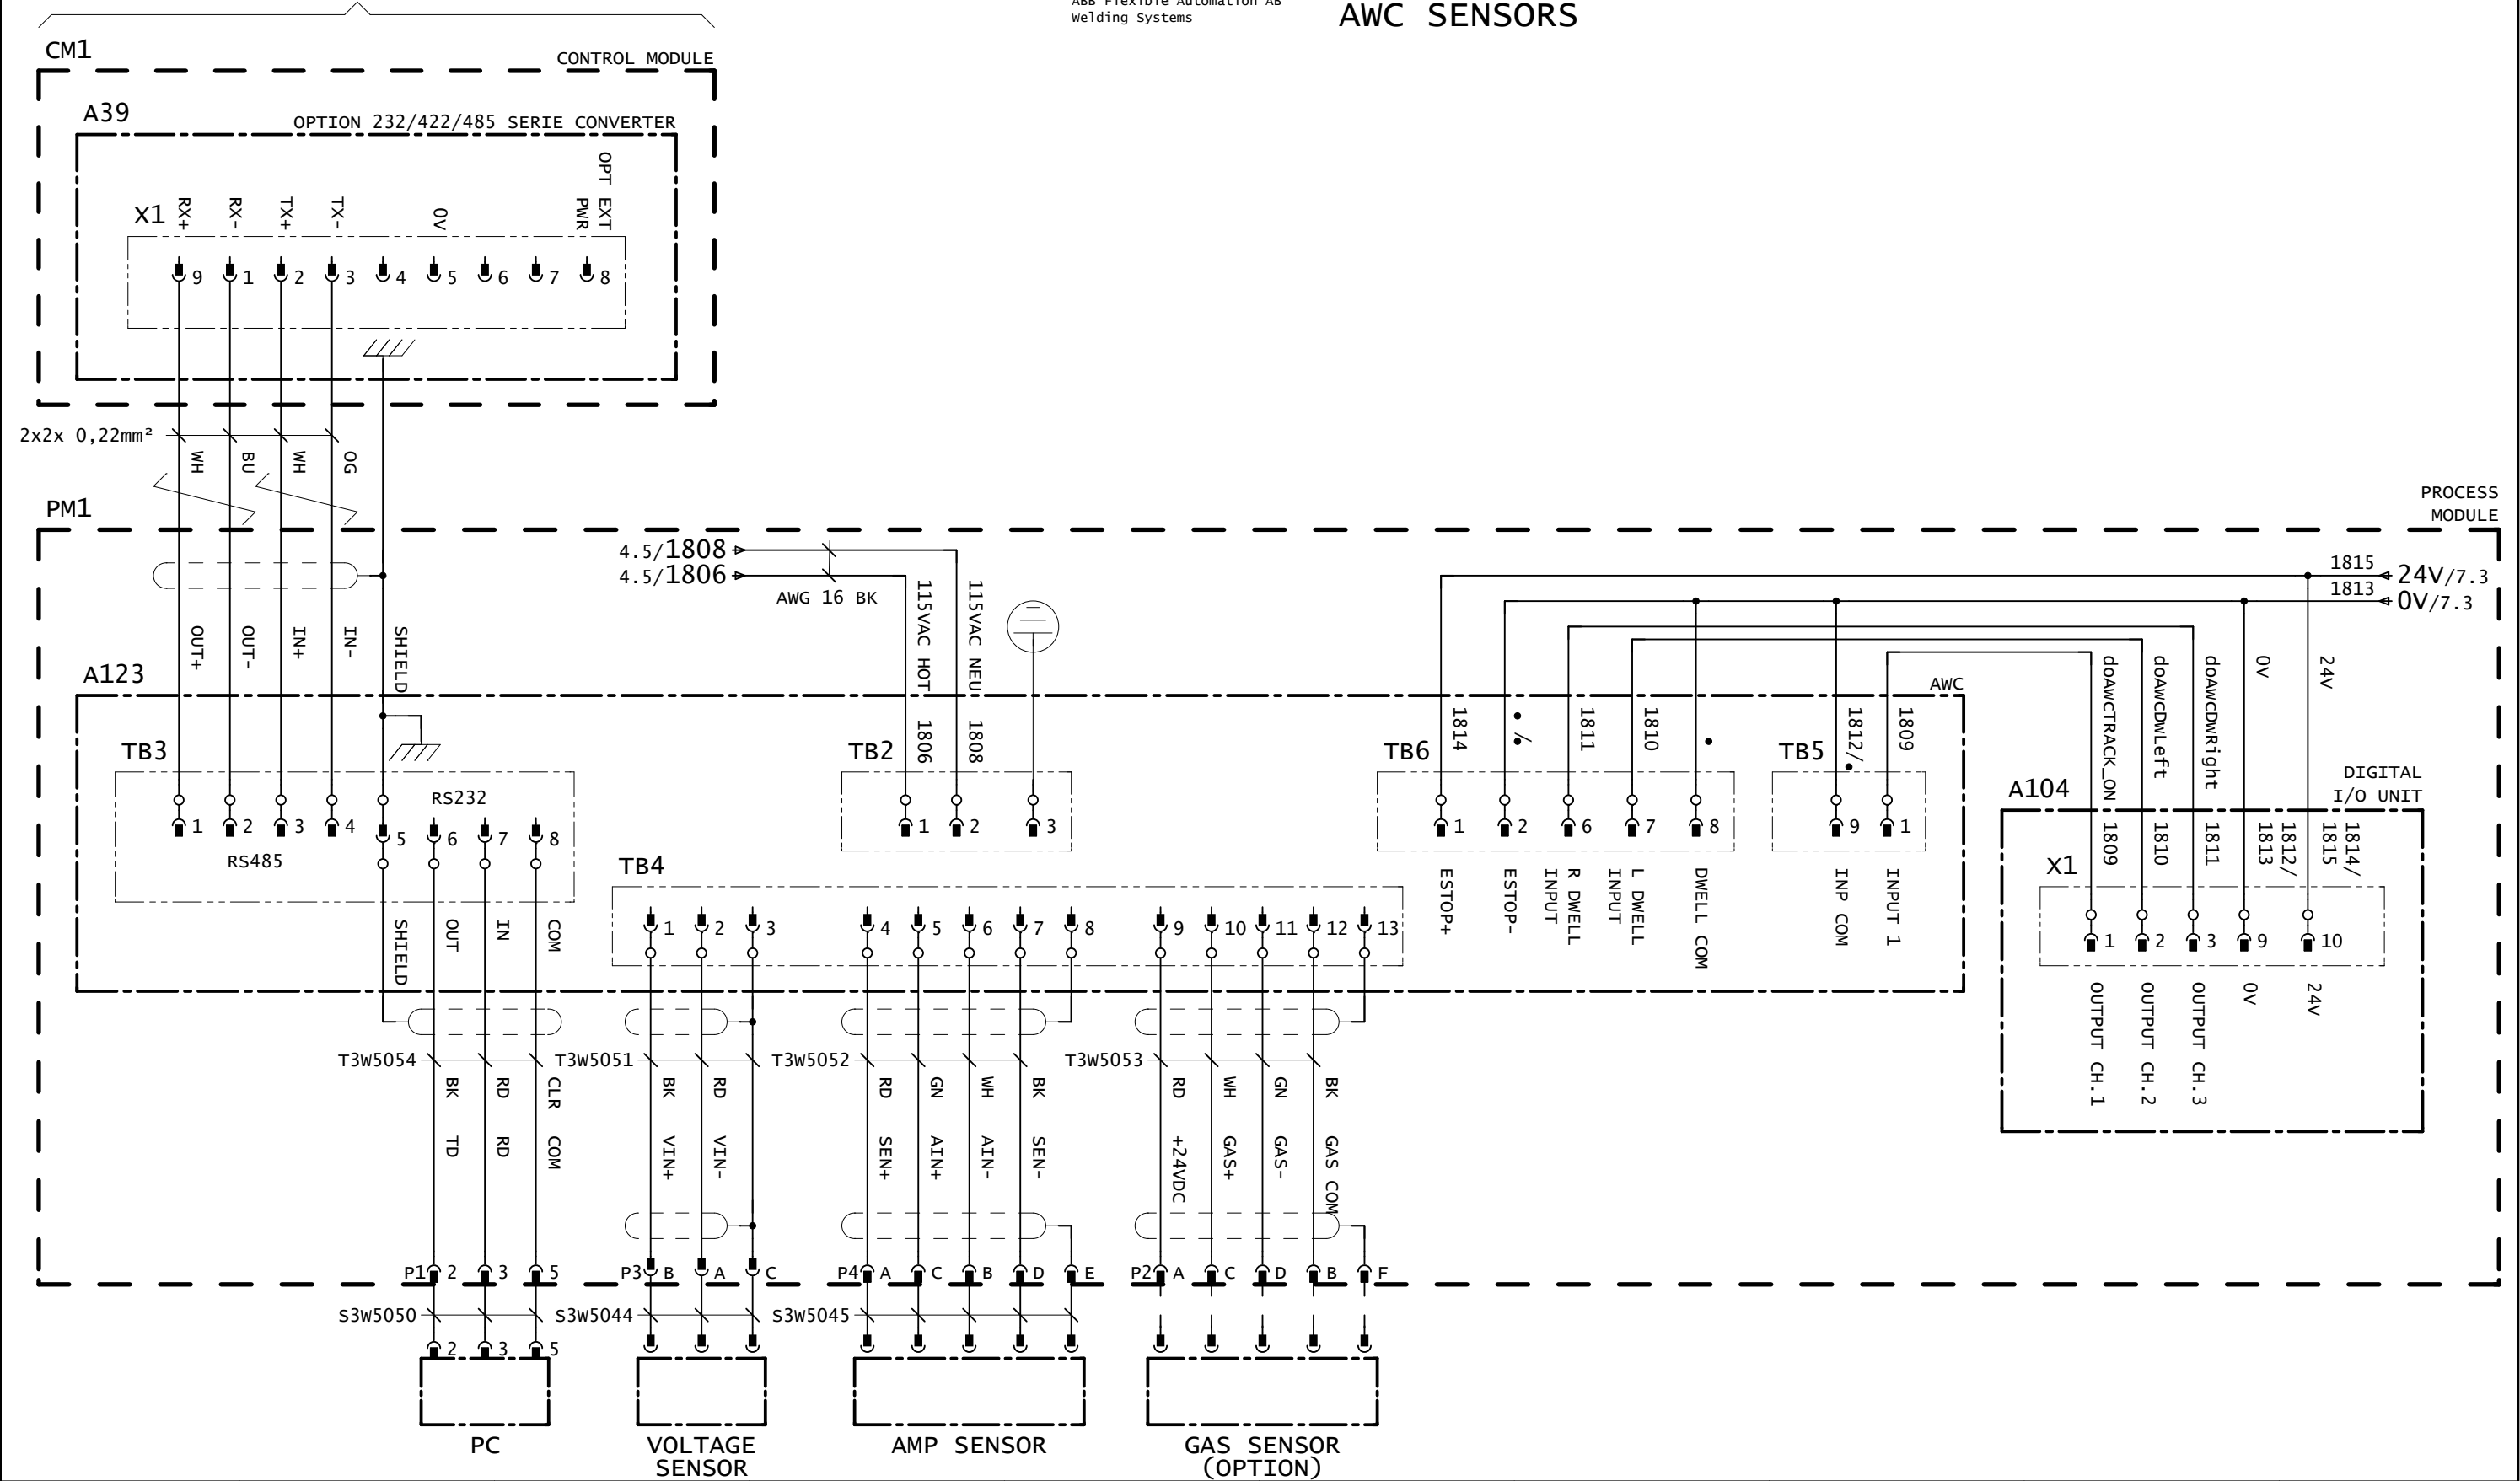 ABB Flexible Automation AB
Welding Systems
AWC SENSORS
CM1
CONTROL MODULE
A39
OPTION 232/422/485 SERIE CONVERTER
X1
RX+
RX-
TX+
TX-
0V
OPT EXT
PWR
9 1 2 3 4 5 6 7 8
2x2x 0,22mm²
WH BU WH OG
PM1
PROCESS
MODULE
4.5/1808
4.5/1806
AWG 16 BK
1815
24V/7.3
1813
0V/7.3
OUT+
OUT-
IN+
IN-
SHIELD
115VAC HOT
115VAC NEU
doAwcTRACK_ON
doAwcDwLeft
doAwcDwRight
0V
24V
A123
AWC
TB3
RS232
1 2 3 4 5 6 7 8
RS485
SHIELD
OUT
IN
COM
TB2
1806
1808
1 2 3
TB6
1814
/
1811
1810
1 2 6 7 8
ESTOP+
ESTOP-
R DWELL
INPUT
L DWELL
INPUT
DWELL COM
TB5
1812/
1809
9 1
INP COM
INPUT 1
A104
DIGITAL
I/O UNIT
X1
1809
1810
1811
1812/
1813
1814/
1815
1 2 3 9 10
OUTPUT CH.1
OUTPUT CH.2
OUTPUT CH.3
0V
24V
TB4
1 2 3 4 5 6 7 8 9 10 11 12 13
T3W5054
BK RD CLR
TD RD COM
T3W5051
BK RD
VIN+ VIN-
T3W5052
RD GN WH BK
SEN+ AIN+ AIN- SEN-
T3W5053
RD WH GN BK
+24VDC GAS+ GAS- GAS COM
P1 2 3 5
P3 B A C
P4 A C B D E
P2 A C D B F
S3W5050
S3W5044
S3W5045
2 3 5
PC
VOLTAGE
SENSOR
AMP SENSOR
GAS SENSOR
(OPTION)